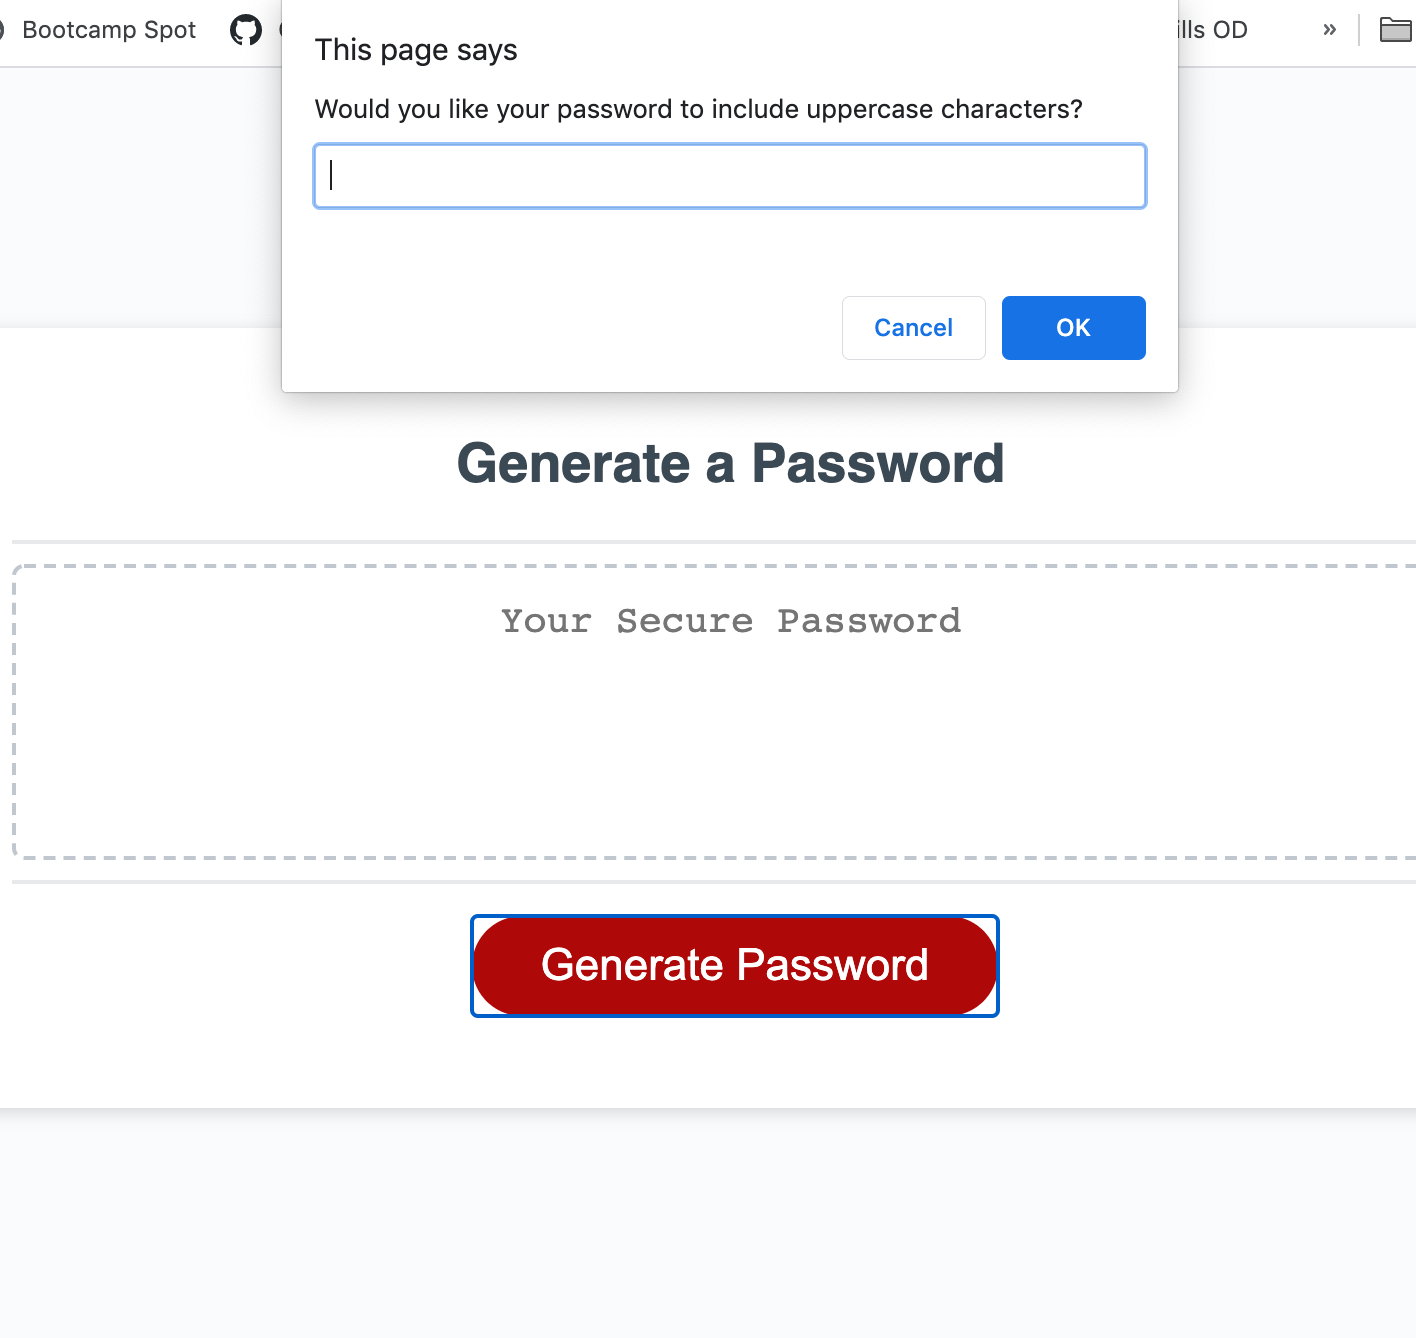 Bootcamp Spot
ills OD
»
This page says
Would you like your password to include uppercase characters?
Cancel
OK
Generate a Password
Your Secure Password
Generate Password